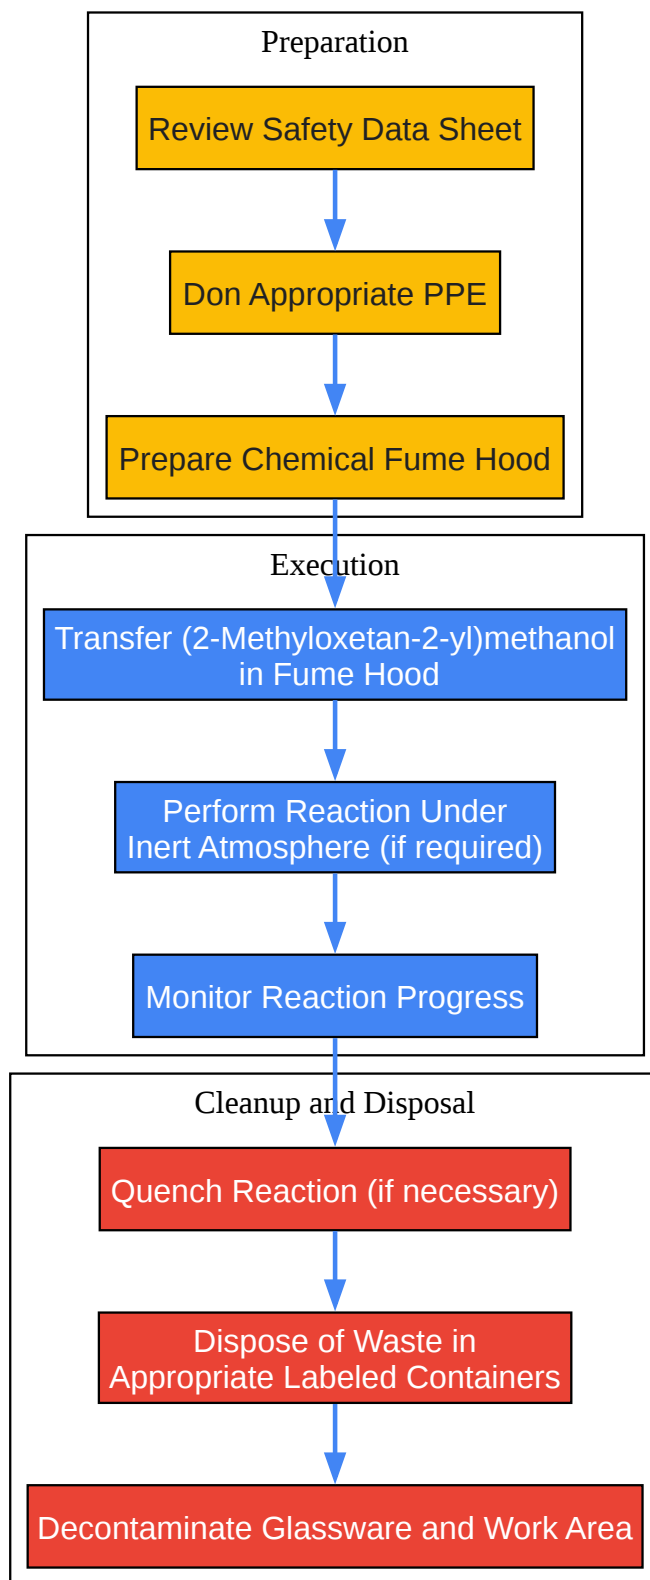 Preparation
Review Safety Data Sheet
Don Appropriate PPE
Prepare Chemical Fume Hood
Execution
Transfer (2-Methyloxetan-2-yl)methanol
in Fume Hood
Perform Reaction Under
Inert Atmosphere (if required)
Monitor Reaction Progress
Cleanup and Disposal
Quench Reaction (if necessary)
Dispose of Waste in
Appropriate Labeled Containers
Decontaminate Glassware and Work Area